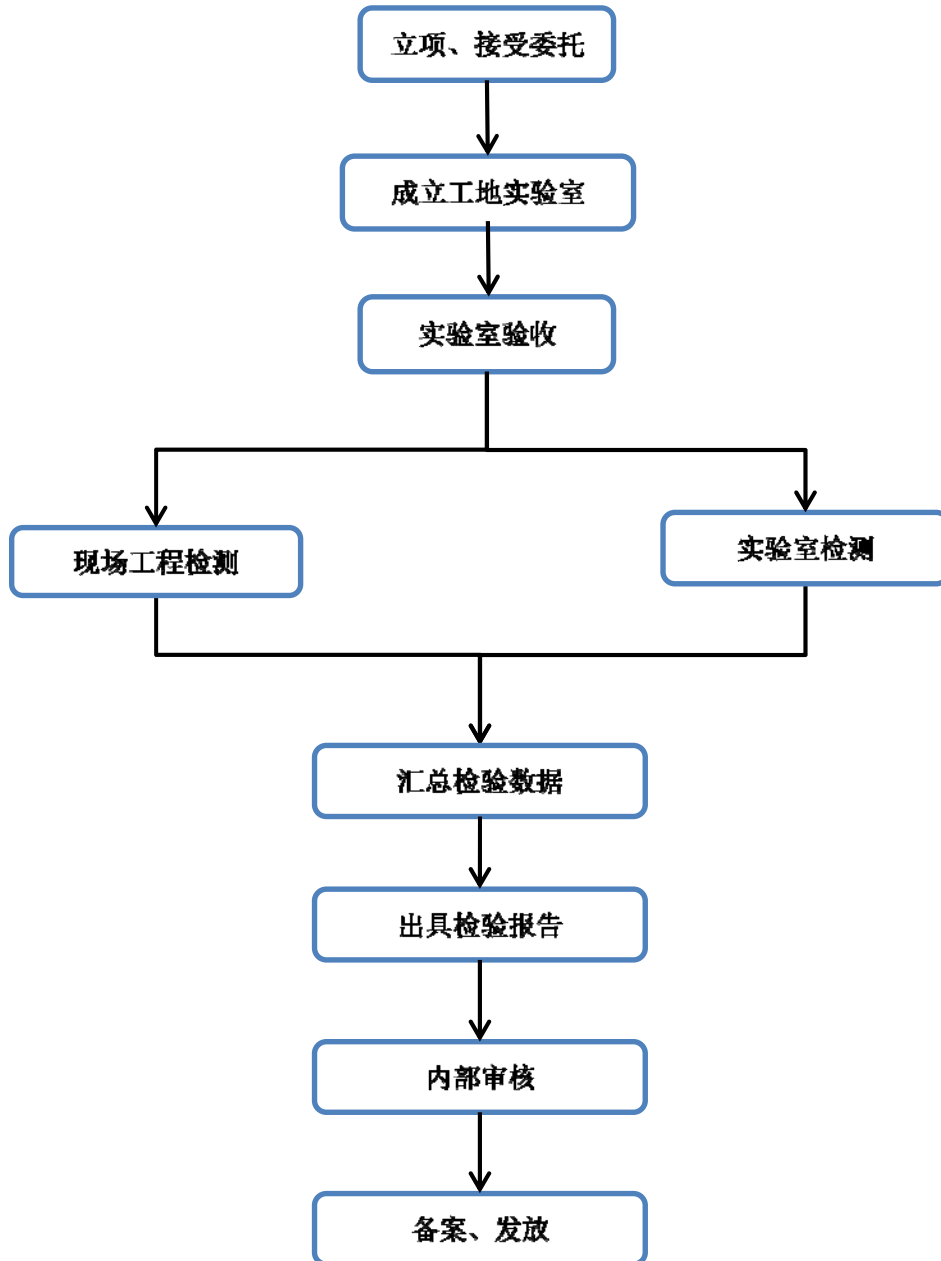 立项、接受委托
成立工地实验室
实验室验收
现场工程检测
实验室检测
汇总检验数据
出具检验报告
内部审核
备案、发放